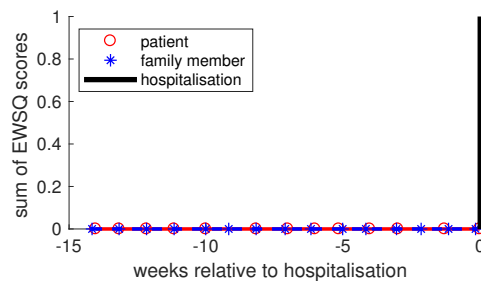 1
0.8
0.6
0.4
0.2
0
sum of EWSQ scores
patient
family member
hospitalisation
-15 -10 -5 0
weeks relative to hospitalisation